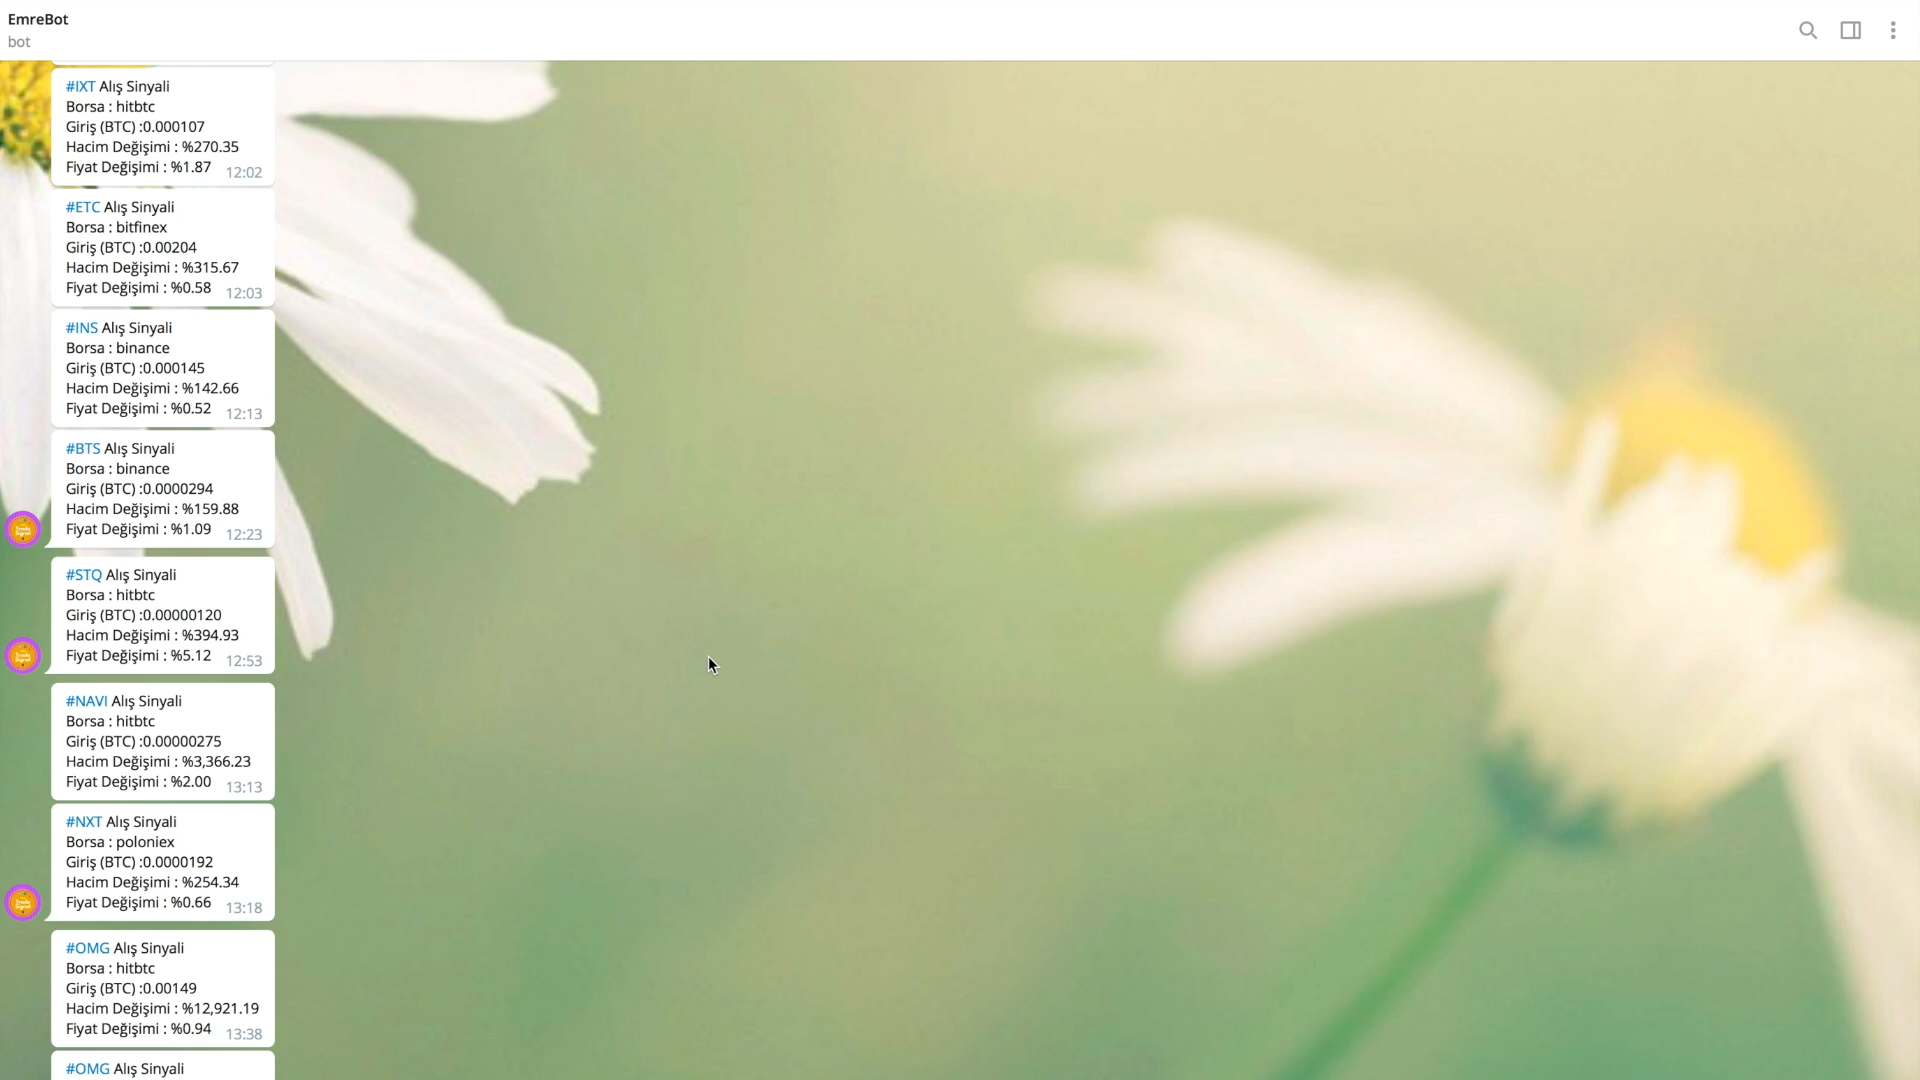 EmreBot
bot
#IXT Alış Sinyali
Borsa : hitbtc
Giriş (BTC) :0.000107
Hacim Değişimi : %270.35
Fiyat Değişimi : %1.87 12:02
#ETC Alış Sinyali
Borsa : bitfinex
Giriş (BTC) :0.00204
Hacim Değişimi : %315.67
Fiyat Değişimi : %0.58 12:03
#INS Alış Sinyali
Borsa : binance
Giriş (BTC) :0.000145
Hacim Değişimi : %142.66
Fiyat Değişimi : %0.52 12:13
#BTS Alış Sinyali
Borsa : binance
Giriş (BTC) :0.0000294
Hacim Değişimi : %159.88
Fiyat Değişimi : %1.09 12:23
#STQ Alış Sinyali
Borsa : hitbtc
Giriş (BTC) :0.00000120
Hacim Değişimi : %394.93
Fiyat Değişimi : %5.12 12:53
#NAVI Alış Sinyali
Borsa : hitbtc
Giriş (BTC) :0.00000275
Hacim Değişimi : %3,366.23
Fiyat Değişimi : %2.00 13:13
#NXT Alış Sinyali
Borsa : poloniex
Giriş (BTC) :0.0000192
Hacim Değişimi : %254.34
Fiyat Değişimi : %0.66 13:18
#OMG Alış Sinyali
Borsa : hitbtc
Giriş (BTC) :0.00149
Hacim Değişimi : %12,921.19
Fiyat Değişimi : %0.94 13:38
#OMG Alış Sinyali